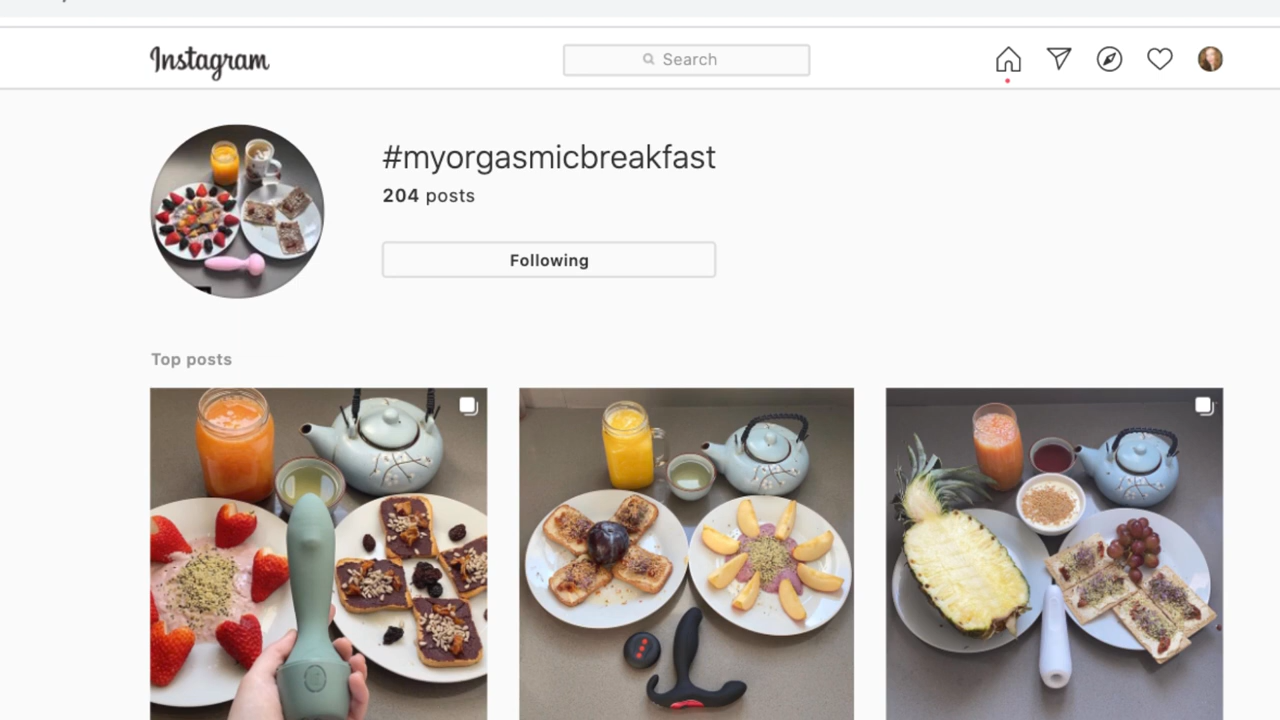 Instagram
Search
#myorgasmicbreakfast
204 posts
Following
Top posts